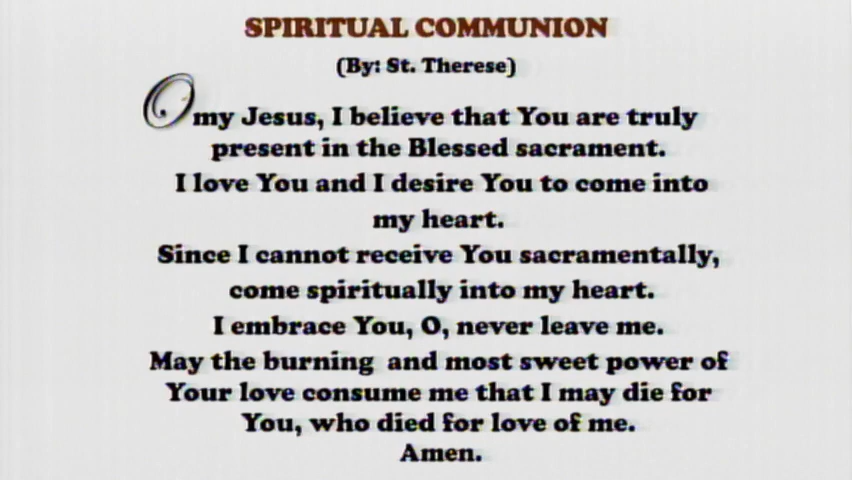 SPIRITUAL COMMUNION
(By: St. Therese)
O my Jesus, I believe that You are truly
present in the Blessed sacrament.
I love You and I desire You to come into
my heart.
Since I cannot receive You sacramentally,
come spiritually into my heart.
I embrace You, O, never leave me.
May the burning and most sweet power of
Your love consume me that I may die for
You, who died for love of me.
Amen.